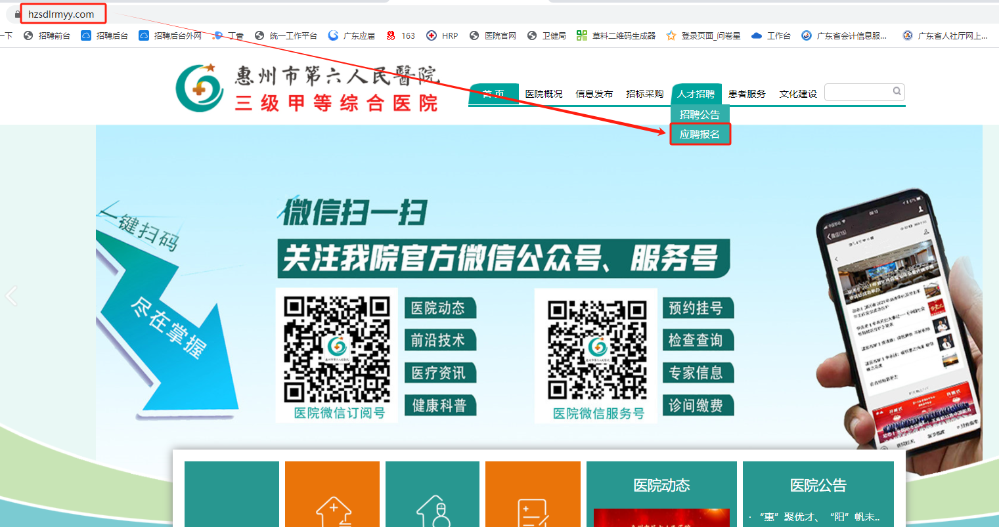 hzsdlrmyy.com
一下 招聘前台 招聘后台 招聘后台外网 丁香 统一工作平台 广东应届 163 HRP 医院官网 卫健局 草料二维码生成器 登录页面_问卷星 工作台 广东省会计信息服... 广东省人社厅网上...
惠州市第六人民醫院
三级甲等综合医院
首页 医院概况 信息发布 招标采购 人才招聘 患者服务 文化建设
招聘公告
应聘报名
一键扫码
尽在掌握
微信扫一扫
关注我院官方微信公众号、服务号
医院动态
前沿技术
医疗资讯
健康科普
医院微信订阅号
预约挂号
检查查询
专家信息
诊间缴费
医院微信服务号
医院动态
医院公告
· “惠”聚优才、“阳”帆未..